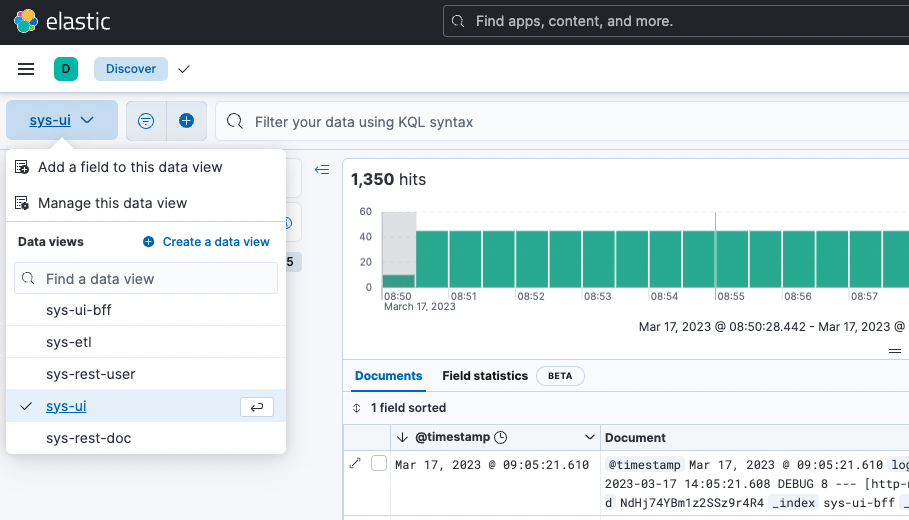 elastic
Find apps, content, and more.
D
Discover
sys-ui
Filter your data using KQL syntax
Add a field to this data view
Manage this data view
Data views
Create a data view
Find a data view
sys-ui-bff
sys-etl
sys-rest-user
sys-ui
sys-rest-doc
5
1,350 hits
60
40
20
0
08:50 08:51 08:52 08:53 08:54 08:55 08:56 08:57
March 17, 2023
Mar 17, 2023 @ 08:50:28.442 - Mar 17, 2023 @
Documents Field statistics BETA
1 field sorted
@timestamp Document
Mar 17, 2023 @ 09:05:21.610 @timestamp Mar 17, 2023 @ 09:05:21.610
2023-03-17 14:05:21.608 DEBUG 8 --- [http-
d NdHj74YBm1z2SSz9r4R4 _index sys-ui-bff